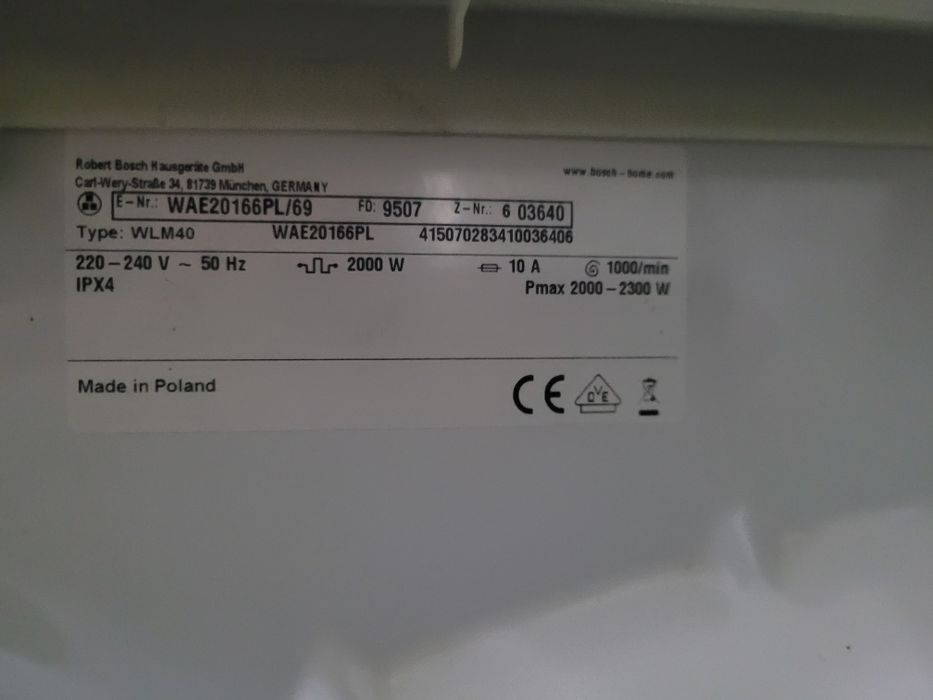 Robert Bosch Hausgeräte GmbH www.bosch-home.com
Carl-Wery-Straße 34, 81739 München, GERMANY
E-Nr.: WAE20166PL/69 FD: 9507 Z-Nr.: 6 03640
Type: WLM40 WAE20166PL 415070283410036406
220-240 V ~ 50 Hz 2000 W 10 A 1000/min
IPX4 Pmax 2000-2300 W
Made in Poland CE DVE